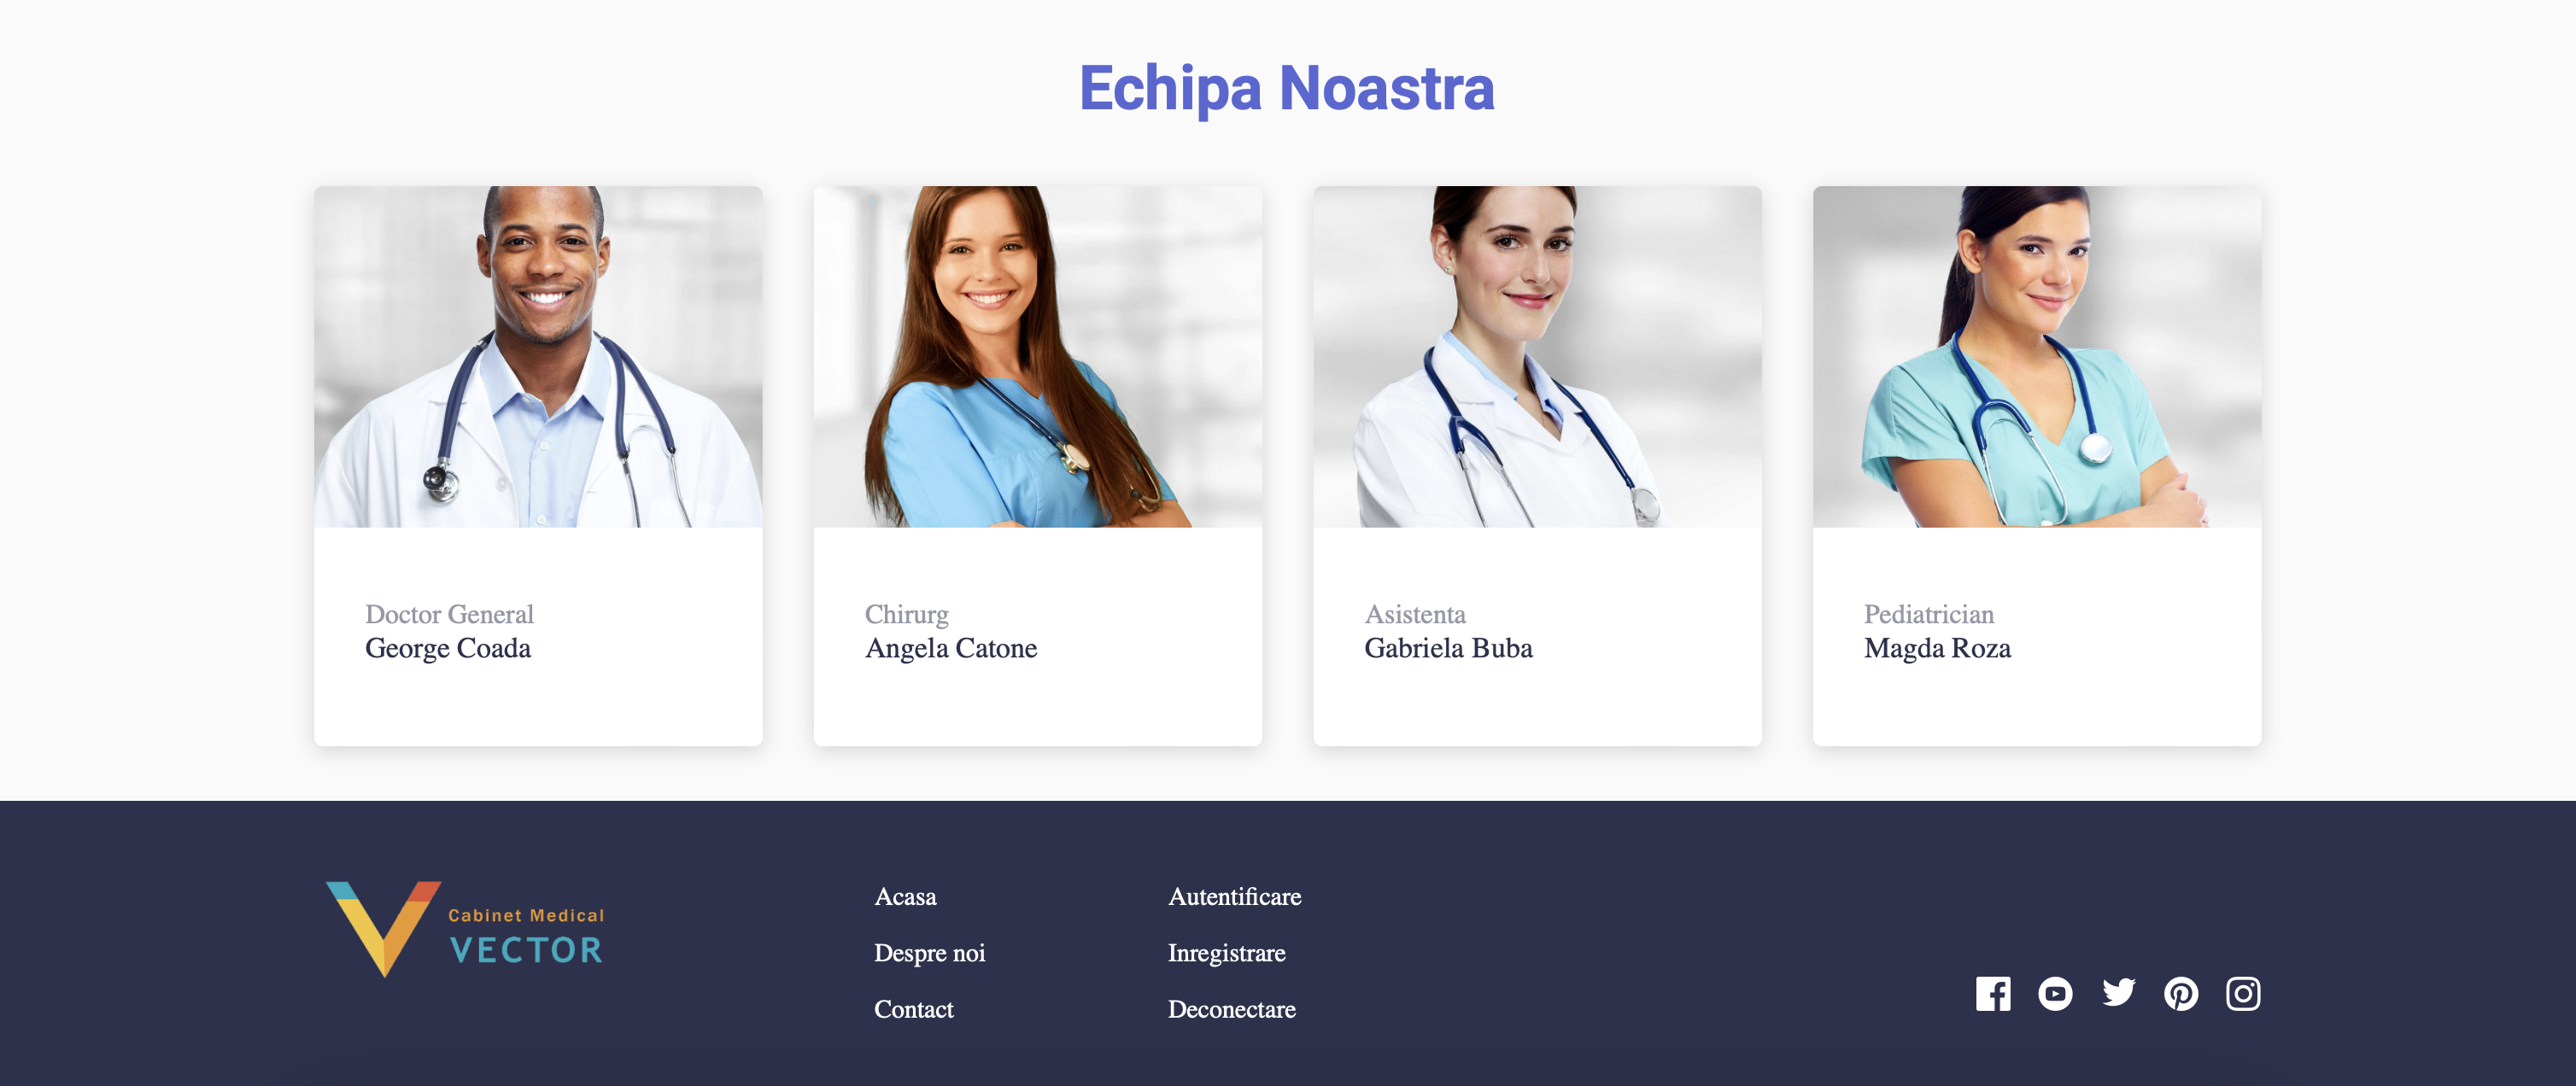 Echipa Noastra
Doctor General
George Coada
Chirurg
Angela Catone
Asistenta
Gabriela Buba
Pediatrician
Magda Roza
Cabinet Medical
VECTOR
Acasa
Despre noi
Contact
Autentificare
Inregistrare
Deconectare